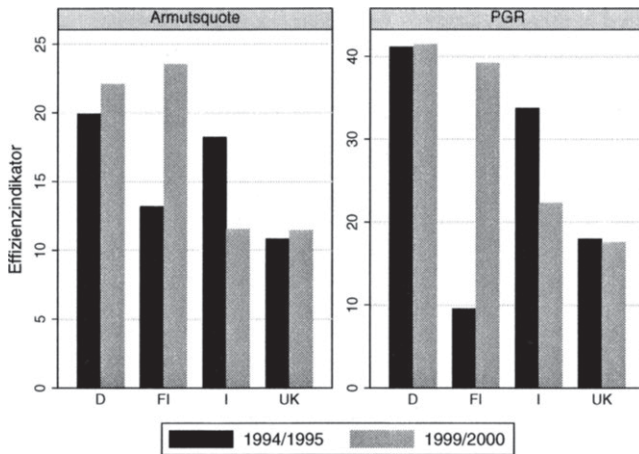 Armutsquote
PGR
Effizienzindikator
25
20
15
10
5
0
D
FI
I
UK
40
30
20
10
0
D
FI
I
UK
1994/1995
1999/2000